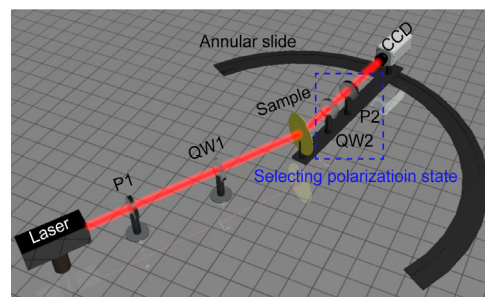 Annular slide
CCD
Sample
P2
QW2
QW1
P1
Selecting polarizatioin state
Laser